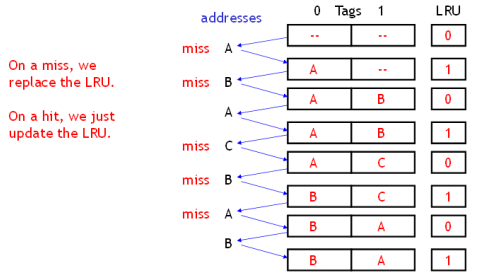 0 Tags 1 LRU
addresses
-- -- 0
miss A
On a miss, we
replace the LRU.
A -- 1
miss B
A B 0
On a hit, we just
update the LRU.
A
A B 1
miss C
A C 0
miss B
B C 1
miss A
B A 0
B
B A 1